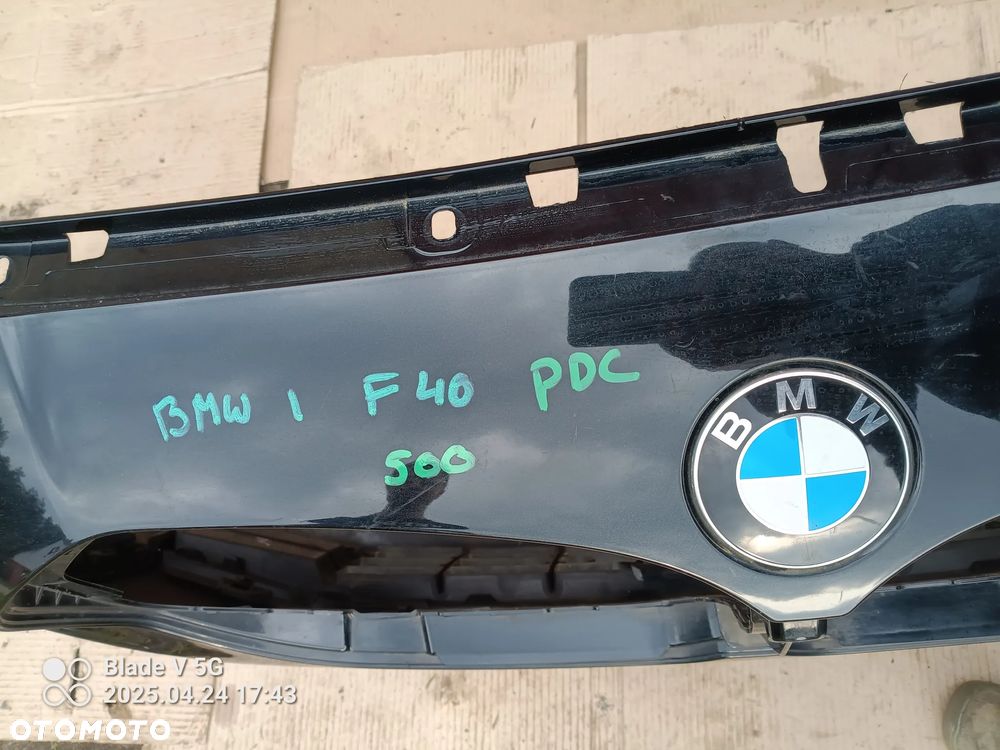 BMW 1 F40 PDC
500
BMW
Blade V 5G
2025.04.24 17:43
OTOMOTO